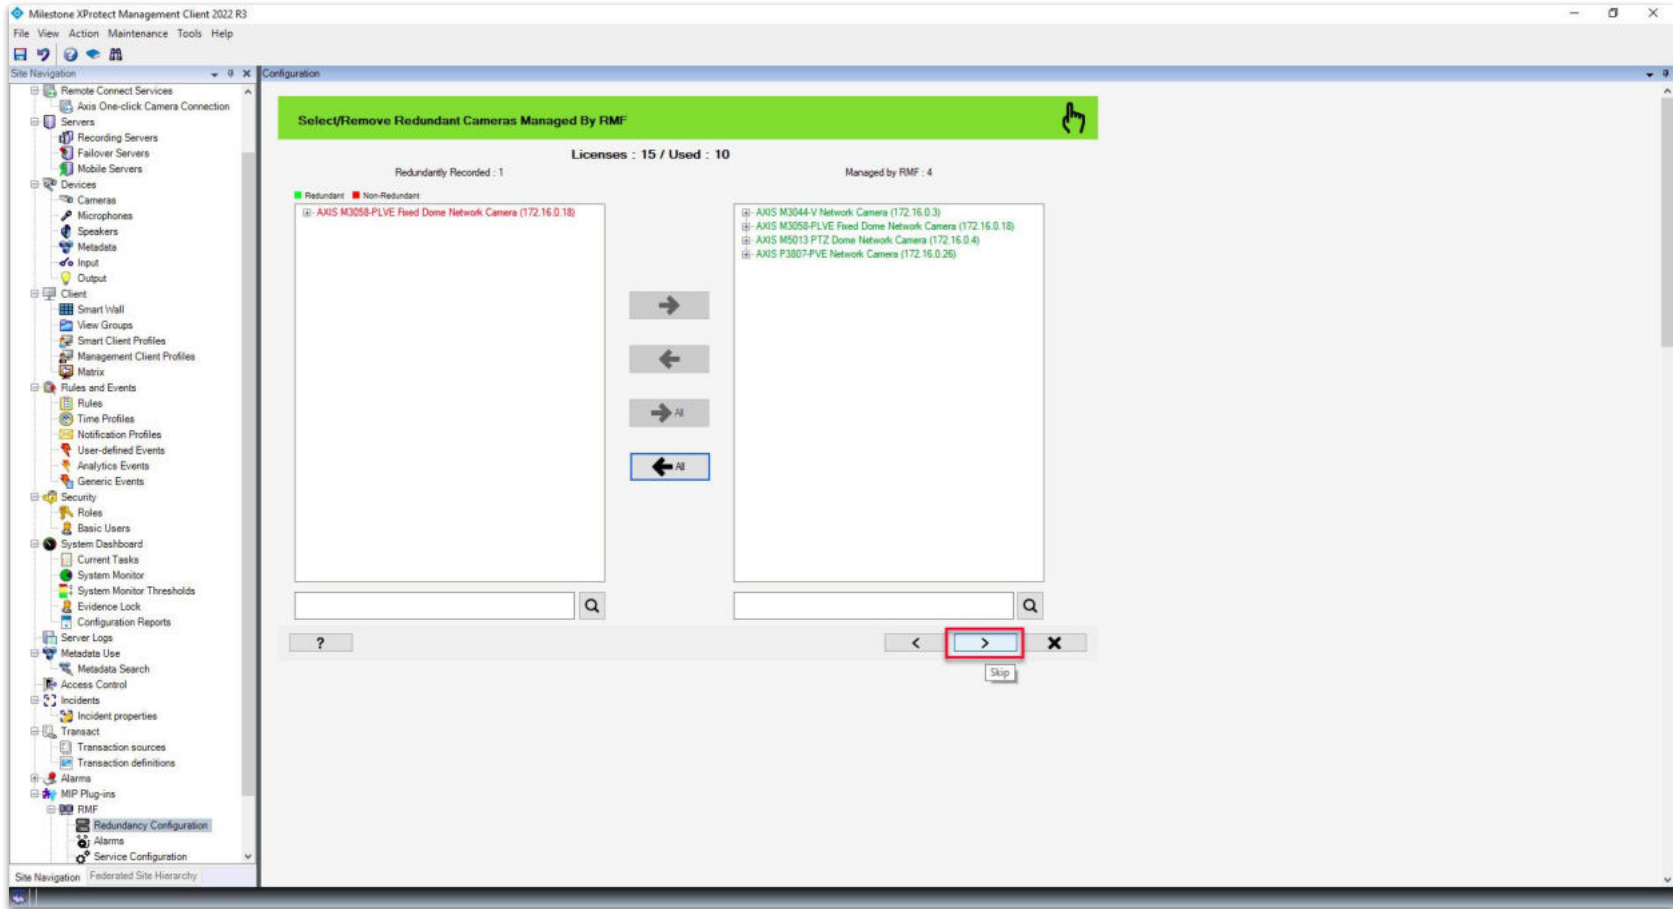 Milestone XProtect Management Client 2022 R3
File View Action Maintenance Tools Help
Site Navigation
Configuration
Remote Connect Services
Axis One-click Camera Connection
Servers
Recording Servers
Failover Servers
Mobile Servers
Devices
Cameras
Microphones
Speakers
Metadata
Input
Output
Client
Smart Wall
View Groups
Smart Client Profiles
Management Client Profiles
Matrix
Rules and Events
Rules
Time Profiles
Notification Profiles
User-defined Events
Analytics Events
Generic Events
Security
Roles
Basic Users
System Dashboard
Current Tasks
System Monitor
System Monitor Thresholds
Evidence Lock
Configuration Reports
Server Logs
Metadata Use
Metadata Search
Access Control
Incidents
Incident properties
Transact
Transaction sources
Transaction definitions
Alarms
MIP Plug-ins
RMF
Redundancy Configuration
Alarms
Service Configuration
Site Navigation Federated Site Hierarchy
Select/Remove Redundant Cameras Managed By RMF
Licenses : 15 / Used : 10
Redundantly Recorded : 1
Managed by RMF : 4
Redundant Non-Redundant
AXIS M3058-PLVE Fixed Dome Network Camera (172.16.0.18)
AXIS M3044-V Network Camera (172.16.0.3)
AXIS M3058-PLVE Fixed Dome Network Camera (172.16.0.18)
AXIS M5013 PTZ Dome Network Camera (172.16.0.4)
AXIS P3807-PVE Network Camera (172.16.0.26)
All
All
?
< >
Skip